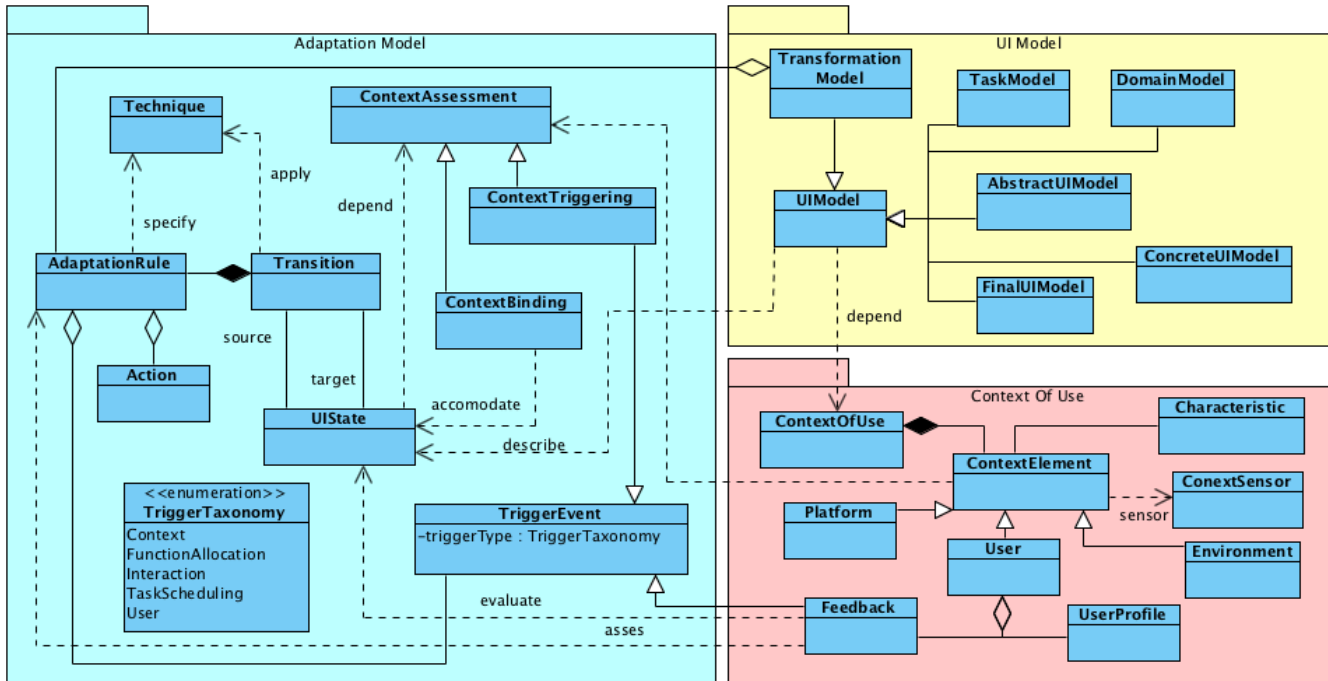 Adaptation Model
Technique
ContextAssessment
apply
specify
depend
ContextTriggering
AdaptationRule
Transition
ContextBinding
source
target
Action
accomodate
UIState
describe
<<enumeration>>
TriggerTaxonomy
Context
FunctionAllocation
Interaction
TaskScheduling
User
TriggerEvent
-triggerType : TriggerTaxonomy
evaluate
asses
UI Model
Transformation
Model
TaskModel
DomainModel
AbstractUIModel
UIModel
ConcreteUIModel
FinalUIModel
depend
Context Of Use
ContextOfUse
Characteristic
ContextElement
ConextSensor
sensor
Platform
User
Environment
Feedback
UserProfile